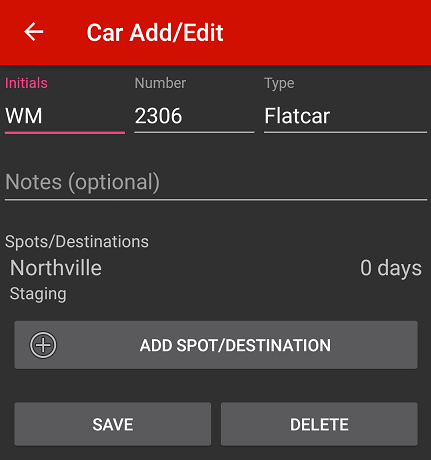 Car Add/Edit
Initials Number Type
WM 2306 Flatcar
Notes (optional)
Spots/Destinations
Northville 0 days
Staging
ADD SPOT/DESTINATION
SAVE DELETE